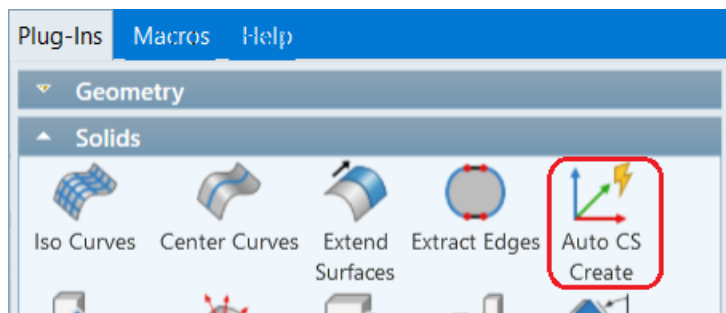 Plug-Ins Macros Help
Geometry
Solids
Iso Curves Center Curves Extend Surfaces Extract Edges Auto CS Create